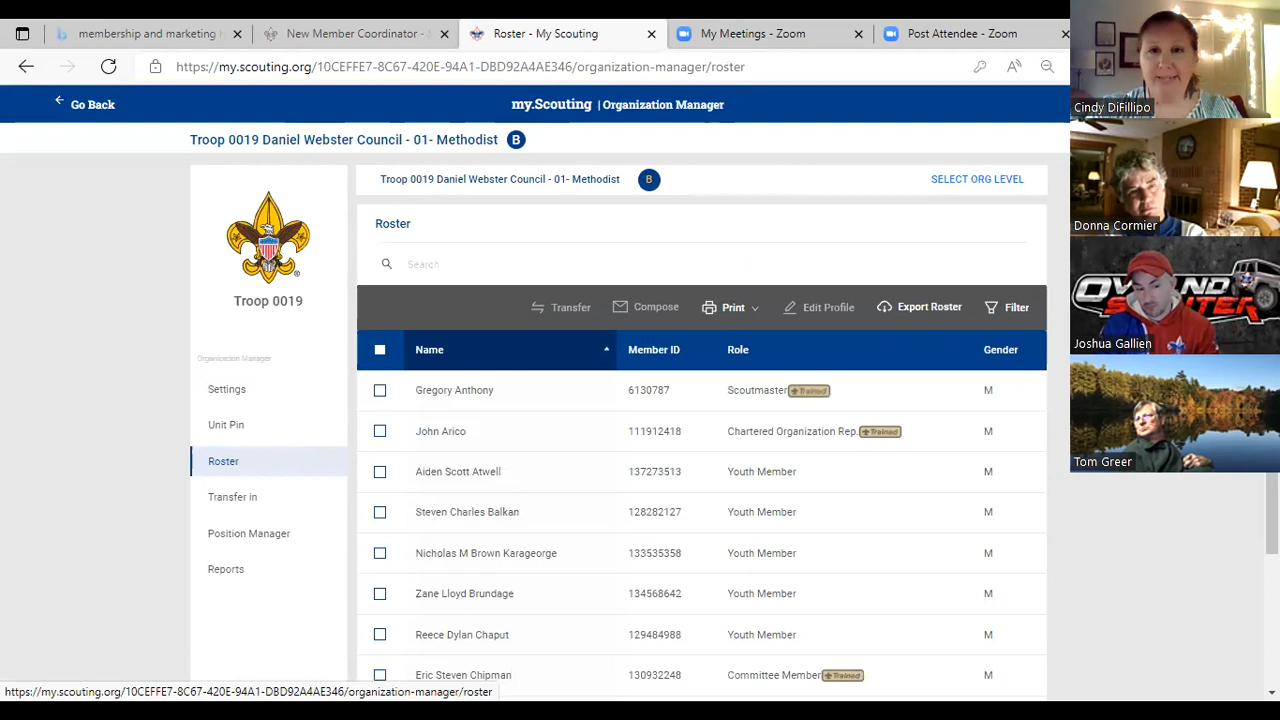 membership and marketing
New Member Coordinator -
Roster - My Scouting
My Meetings - Zoom
Post Attendee - Zoom
https://my.scouting.org/10CEFFE7-8C67-420E-94A1-DBD92A4AE346/organization-manager/roster
Go Back
my.Scouting | Organization Manager
Troop 0019 Daniel Webster Council - 01- Methodist B
Troop 0019 Daniel Webster Council - 01- Methodist B
SELECT ORG LEVEL
Troop 0019
Organization Manager
Settings
Unit Pin
Roster
Transfer in
Position Manager
Reports
Roster
Search
Transfer Compose Print Edit Profile Export Roster Filter
Name Member ID Role Gender
Gregory Anthony 6130787 Scoutmaster Trained M
John Arico 111912418 Chartered Organization Rep. Trained M
Aiden Scott Atwell 137273513 Youth Member M
Steven Charles Balkan 128282127 Youth Member M
Nicholas M Brown Karageorge 133535358 Youth Member M
Zane Lloyd Brundage 134568642 Youth Member M
Reece Dylan Chaput 129484988 Youth Member M
Eric Steven Chipman 130932248 Committee Member Trained M
https://my.scouting.org/10CEFFE7-8C67-420E-94A1-DBD92A4AE346/organization-manager/roster
Cindy DiFillipo
Donna Cormier
Joshua Gallien
Tom Greer